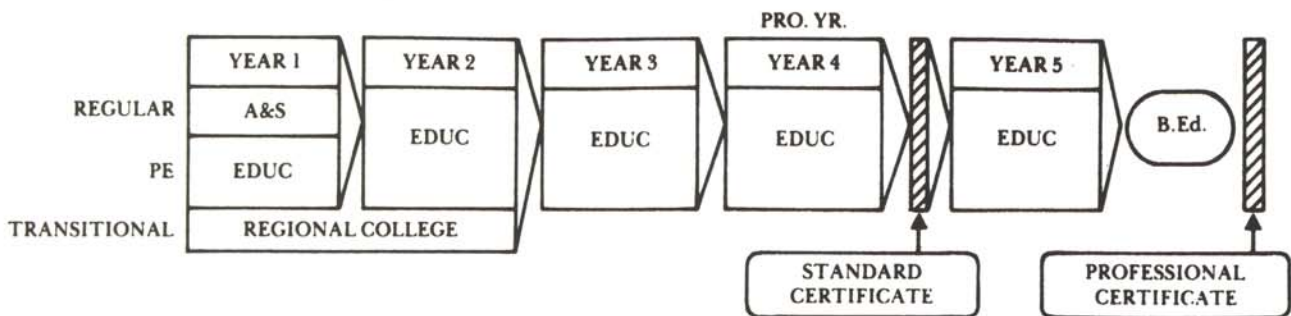 PRO. YR.
YEAR 1
YEAR 2
YEAR 3
YEAR 4
YEAR 5
REGULAR
A&S
EDUC
EDUC
EDUC
EDUC
B.Ed.
PE
EDUC
TRANSITIONAL
REGIONAL COLLEGE
STANDARD
CERTIFICATE
PROFESSIONAL
CERTIFICATE